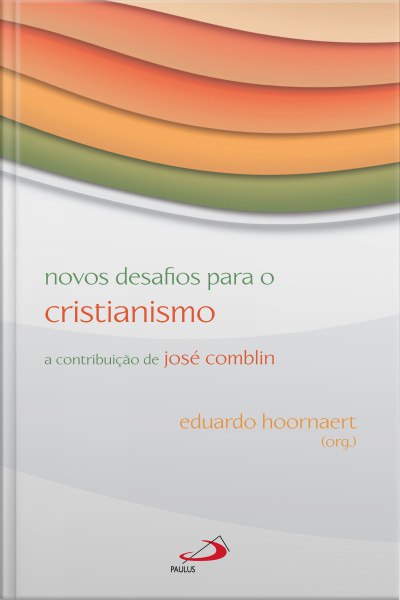 novos desafios para o
cristianismo
a contribuição de josé comblin
eduardo hoornaert
(org.)
PAULUS